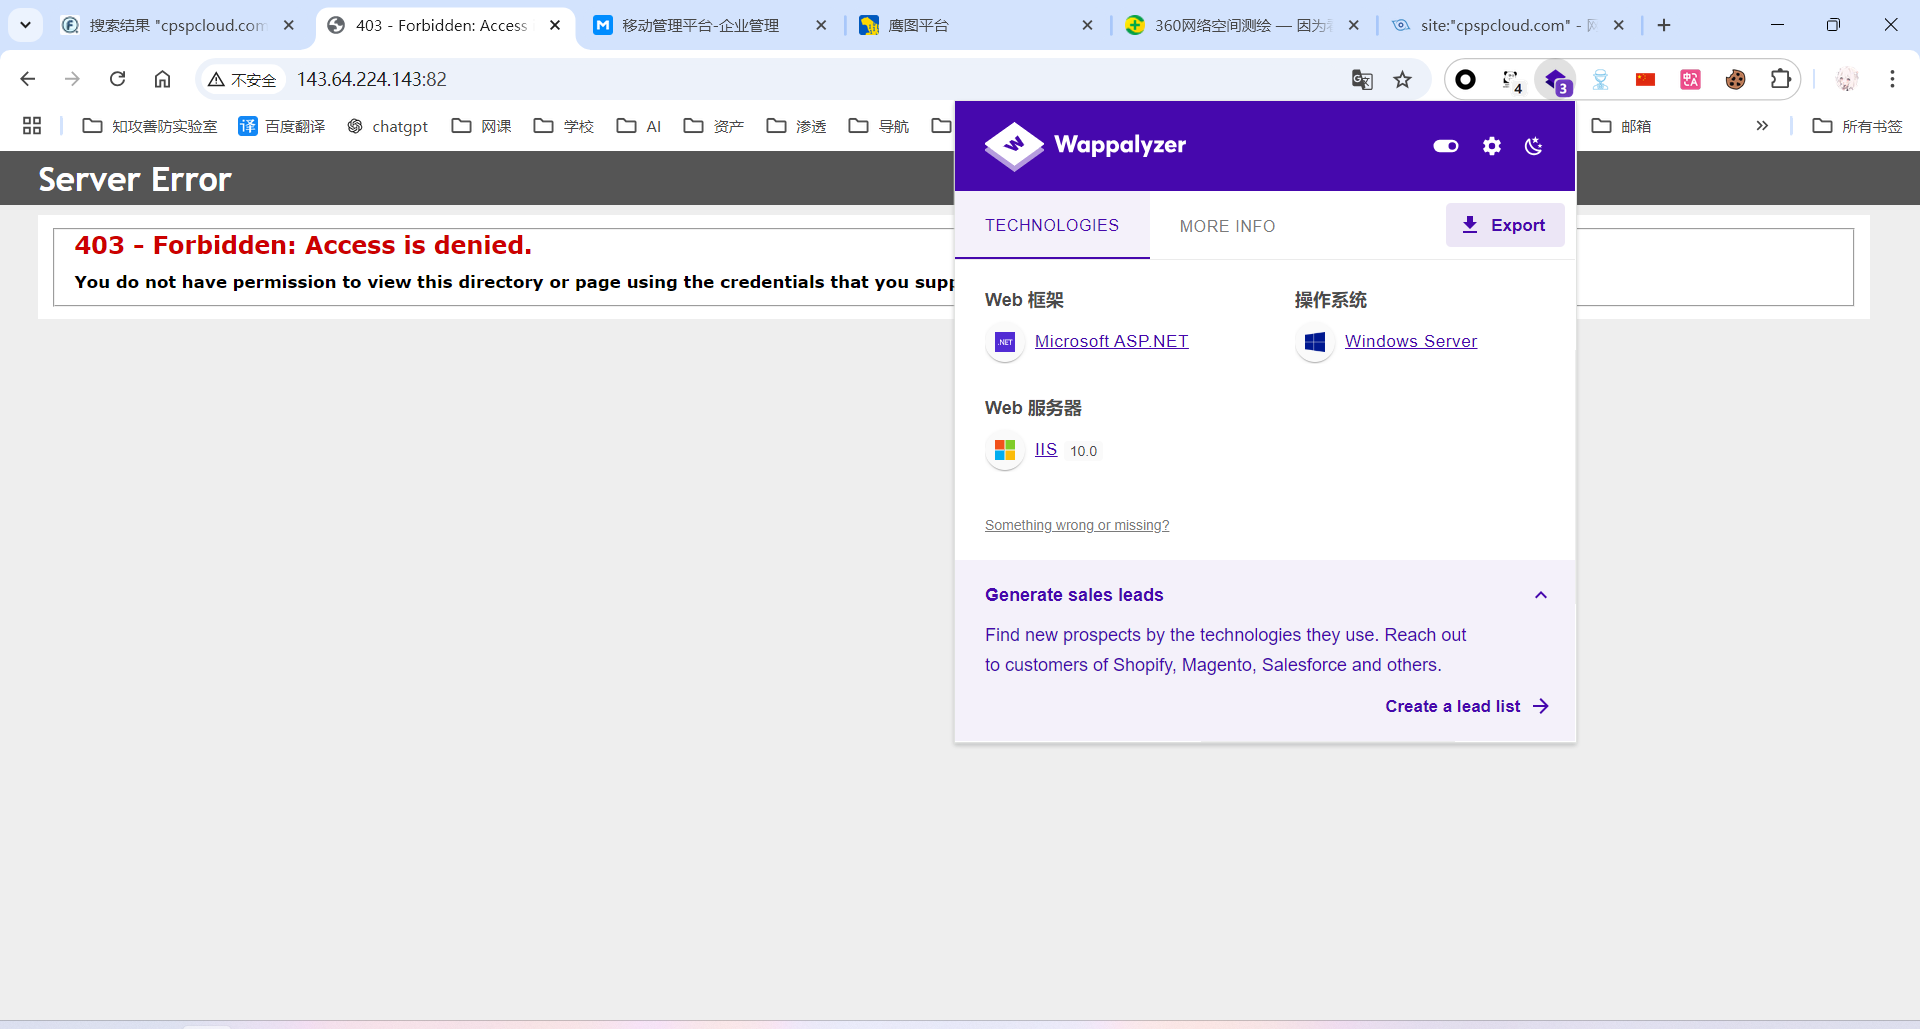 搜索结果 "cpspcloud.com
403 - Forbidden: Access
移动管理平台-企业管理
鹰图平台
360网络空间测绘 — 因为
site:"cpspcloud.com" -
不安全
143.64.224.143:82
4
3
知攻善防实验室
译 百度翻译
chatgpt
网课
学校
AI
资产
渗透
导航
邮箱
所有书签
Server Error
403 - Forbidden: Access is denied.
You do not have permission to view this directory or page using the credentials that you supp
Wappalyzer
TECHNOLOGIES
MORE INFO
Export
Web 框架
.NET Microsoft ASP.NET
操作系统
Windows Server
Web 服务器
IIS 10.0
Something wrong or missing?
Generate sales leads
Find new prospects by the technologies they use. Reach out
to customers of Shopify, Magento, Salesforce and others.
Create a lead list